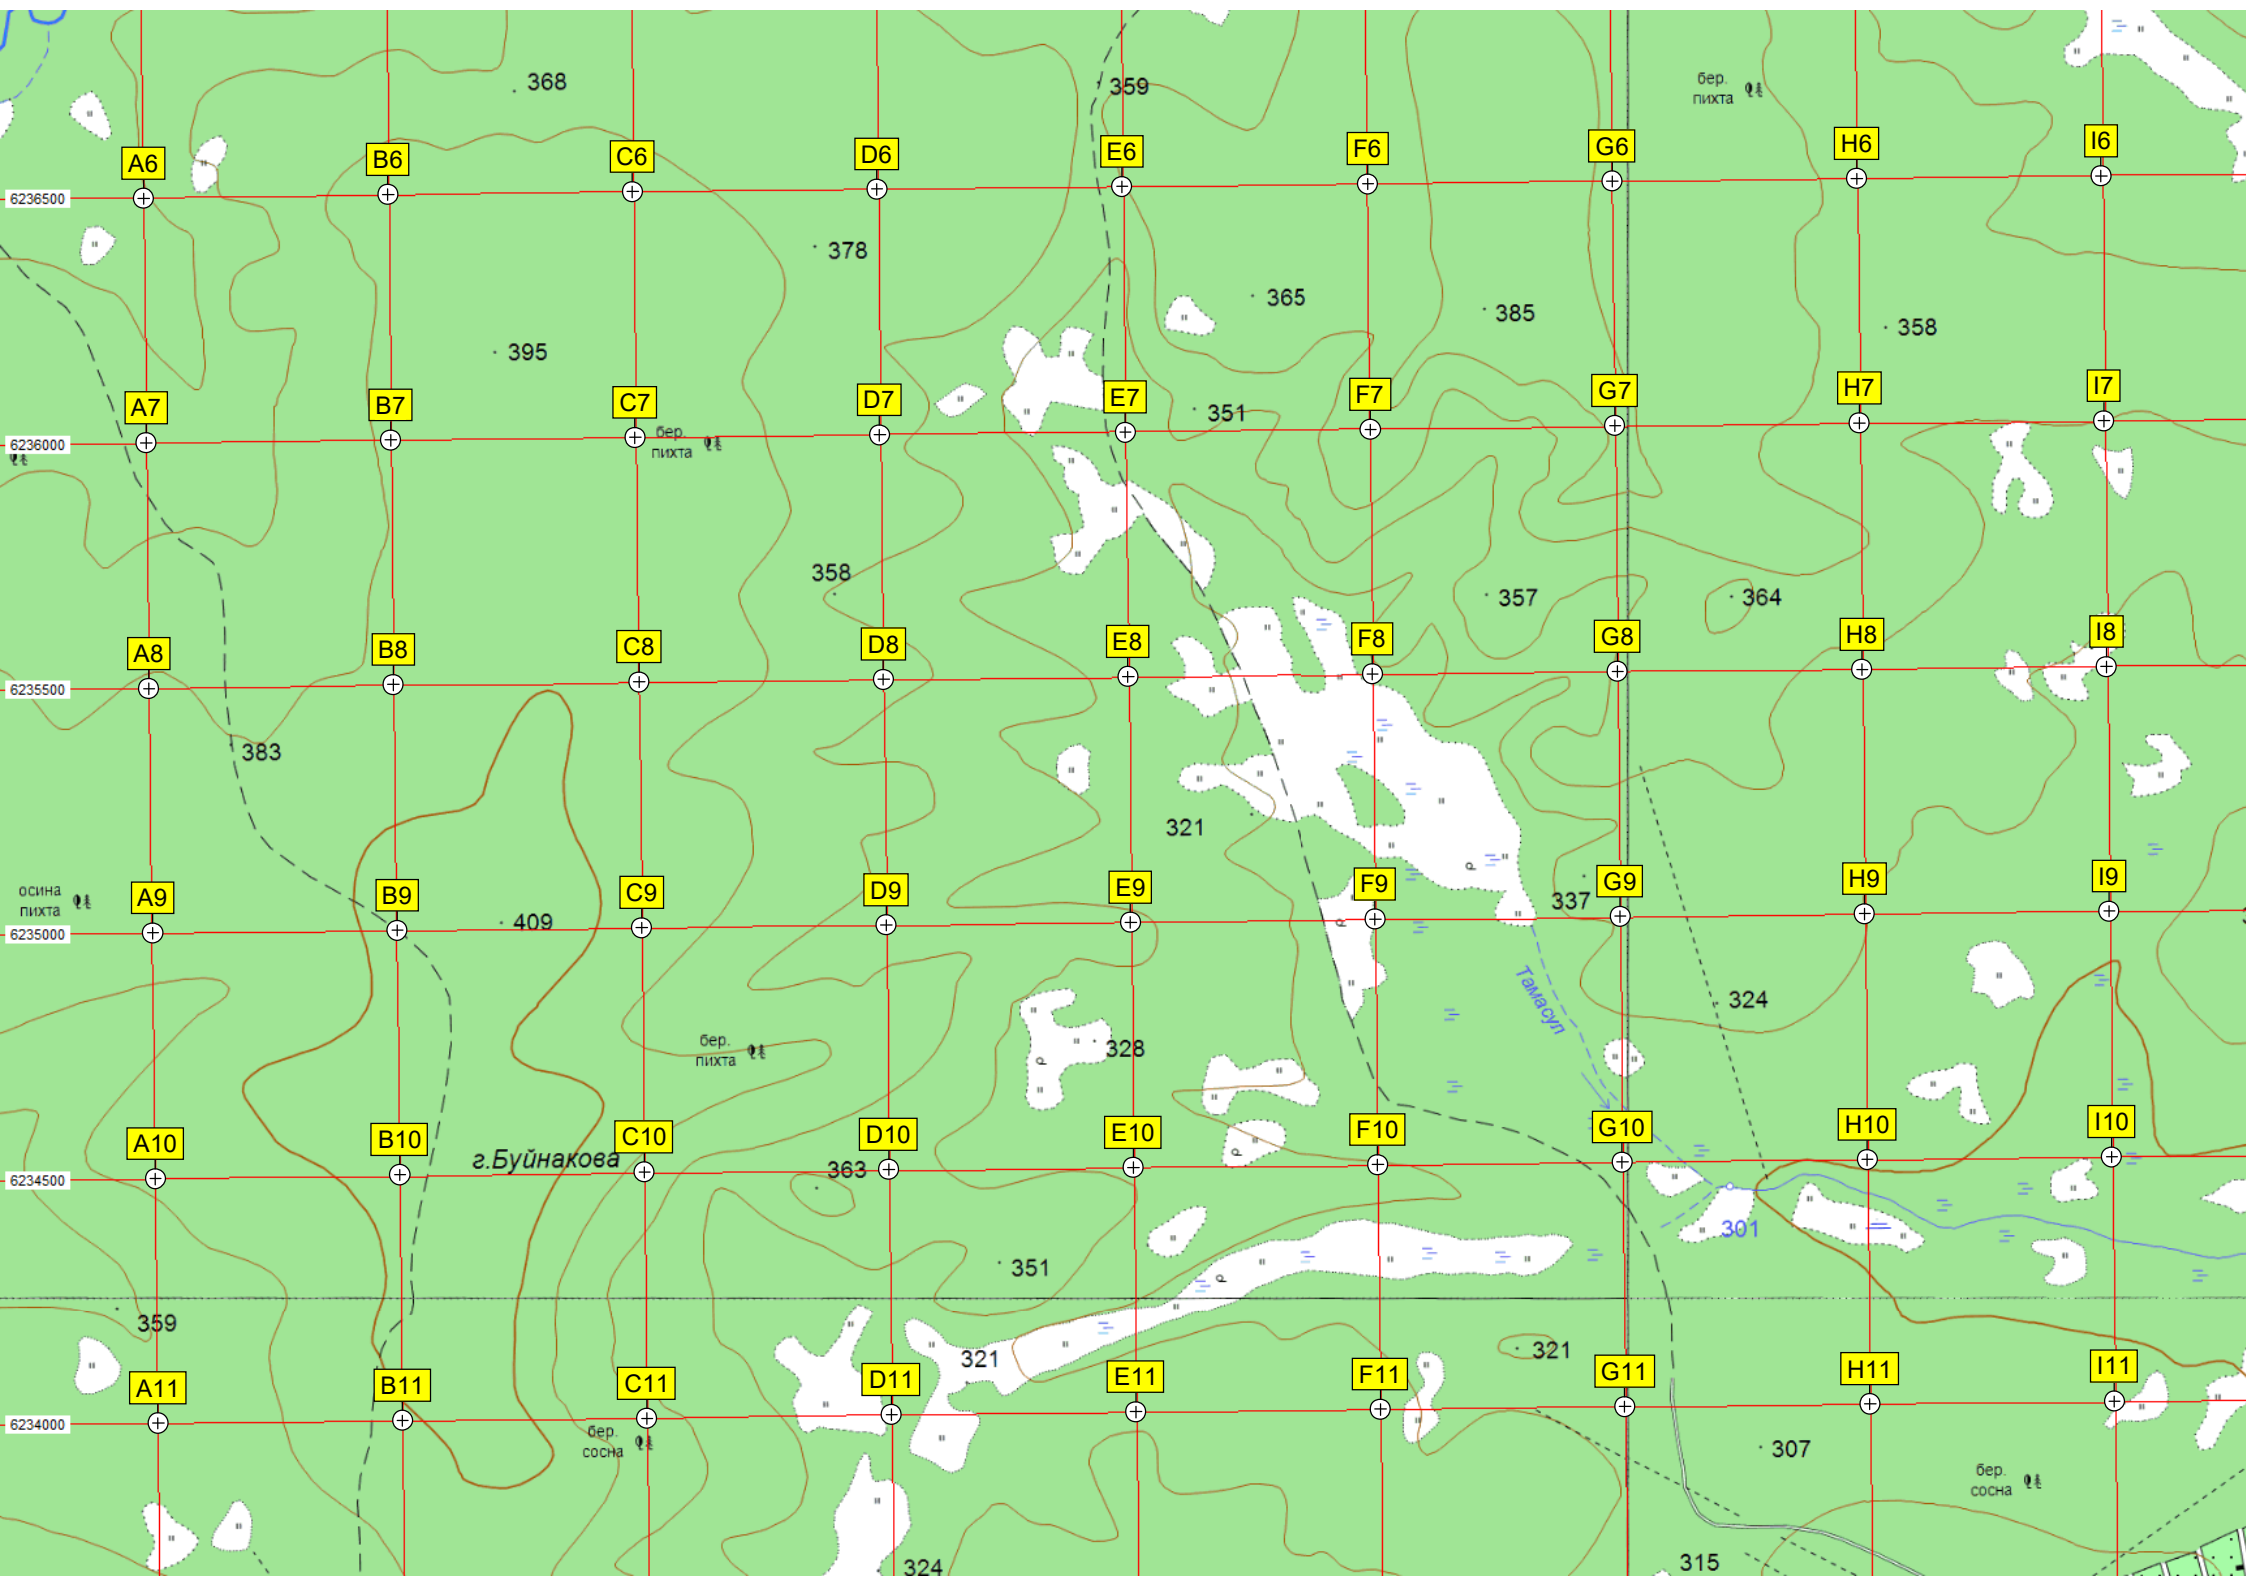 368
359
бер.
пихта
A6
B6
C6
D6
E6
F6
G6
H6
I6
6236500
378
365
385
358
395
351
A7
B7
C7
D7
E7
F7
G7
H7
I7
6236000
бер.
пихта
358
357
364
A8
B8
C8
D8
E8
F8
G8
H8
I8
6235500
383
321
осина
пихта
A9
B9
C9
D9
E9
F9
G9
H9
I9
337
409
6235000
Тамасул
324
бер.
пихта
328
A10
B10
C10
D10
E10
F10
G10
H10
I10
г.Буйнакова
363
6234500
301
351
359
321
321
A11
B11
C11
D11
E11
F11
G11
H11
I11
6234000
бер.
сосна
307
бер.
сосна
324
315